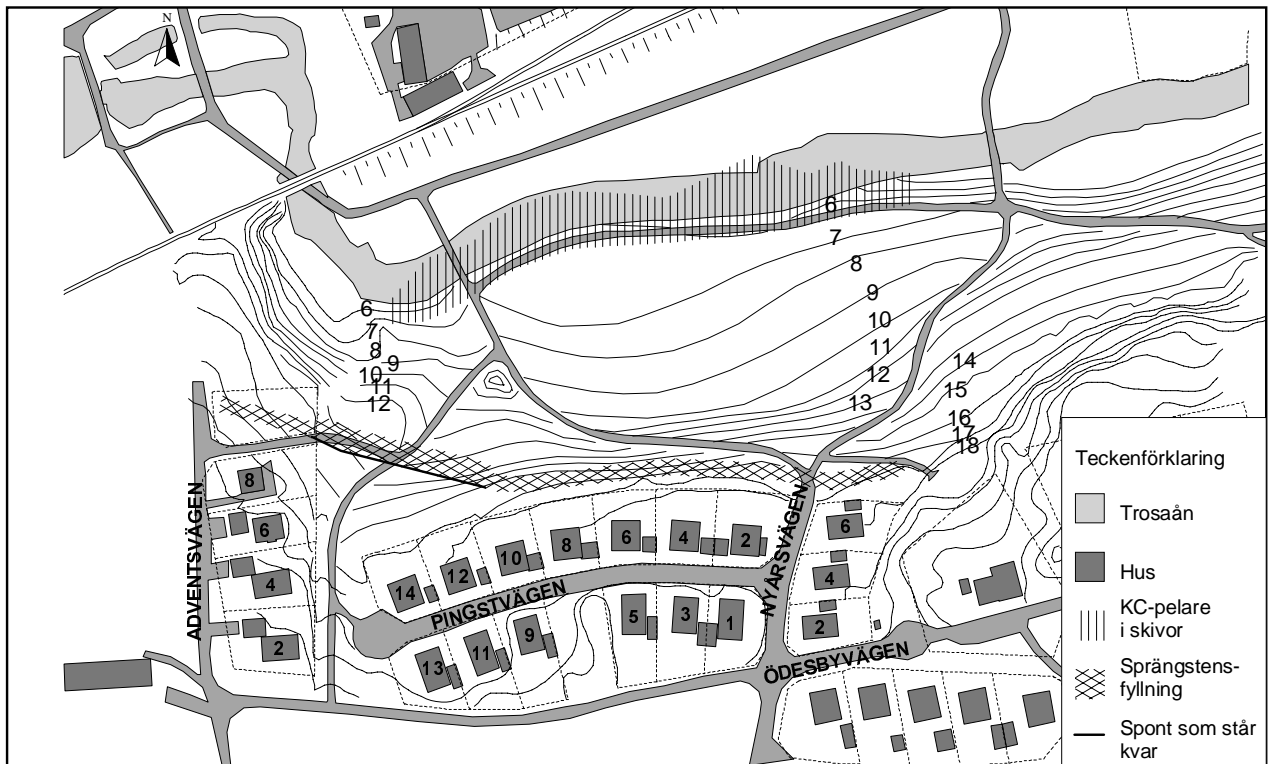 N
6
7
8
9
10
11
12
13
14
15
16
17
18
6
7
8
9
10
11
12
ADVENTSVÄGEN
8
6
4
2
PINGSTVÄGEN
14
12
10
8
6
4
2
13
11
9
5
3
1
NYÅRSVÄGEN
6
4
2
ÖDESBYVÄGEN
Teckenförklaring
Trosaån
Hus
KC-pelare
i skivor
Sprängstens-
fyllning
Spont som står
kvar